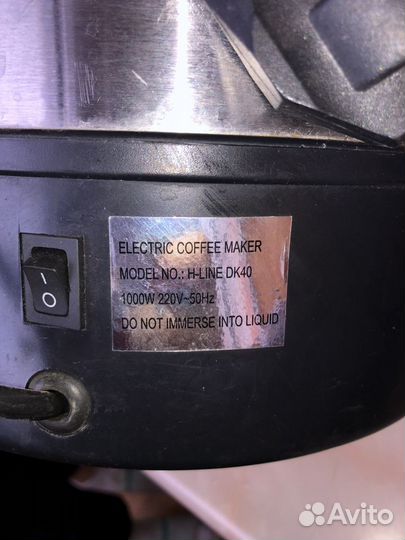 ELECTRIC COFFEE MAKER
MODEL NO.: H-LINE DK40
1000W 220V~50Hz
DO NOT IMMERSE INTO LIQUID
Avito